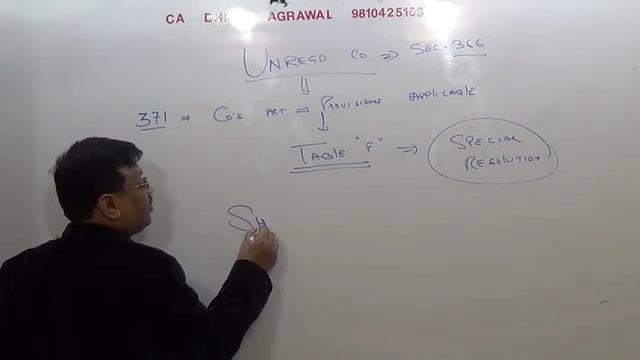 CA AGRAWAL 9810425103
UNREGD CO ⇒ SEC. 366
371 ⇒ CO'S ACT ⇒ PROVISIONS APPLICABLE
TABLE "F" ⇒ SPECIAL RESOLUTION
SH